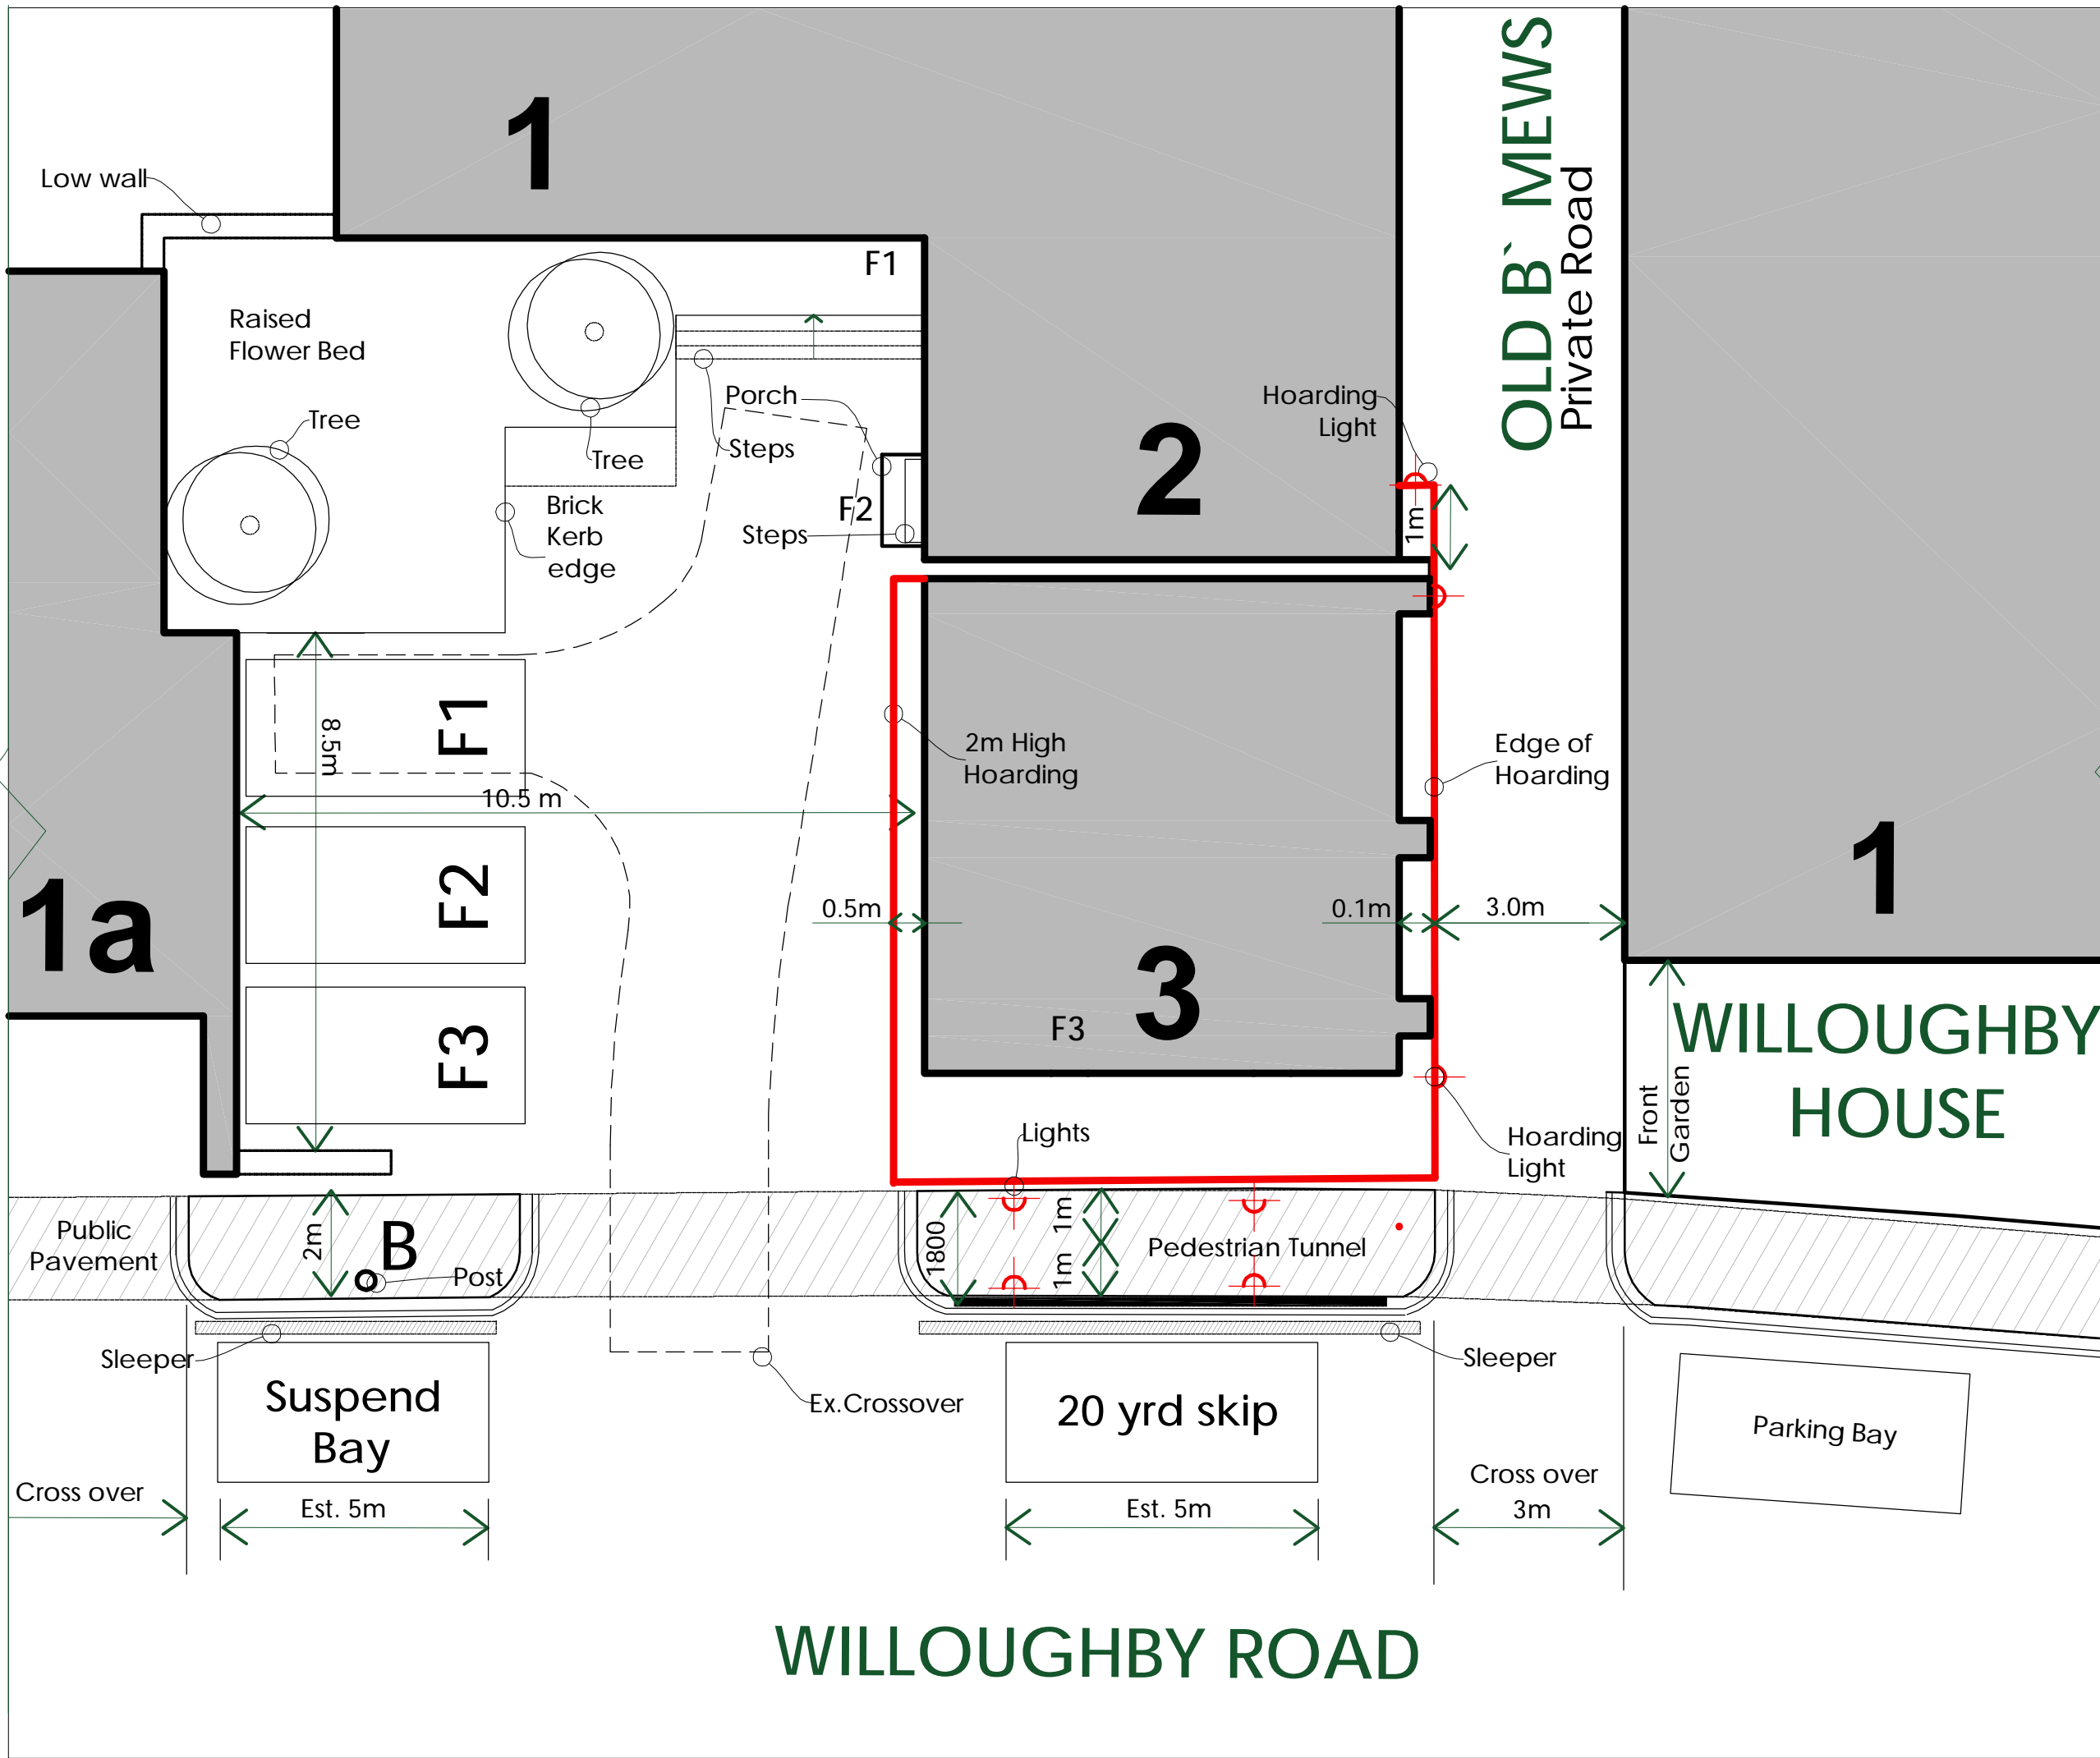 1
OLD B` MEWS
Private Road
Low wall
F1
Raised
Flower Bed
Tree
Tree
Porch
Steps
Hoarding
Light
2
F2
Steps
Brick
Kerb
edge
1m
F1
8.5m
2m High
Hoarding
Edge of
Hoarding
10.5 m
F2
1a
0.5m
0.1m
3.0m
1
3
F3
F3
WILLOUGHBY
HOUSE
Front
Garden
Lights
Hoarding
Light
Public
Pavement
2m
B
Post
1800
1m
1m
Pedestrian Tunnel
Sleeper
Sleeper
Suspend
Bay
Ex.Crossover
20 yrd skip
Parking Bay
Cross over
Est. 5m
Est. 5m
Cross over
3m
WILLOUGHBY ROAD